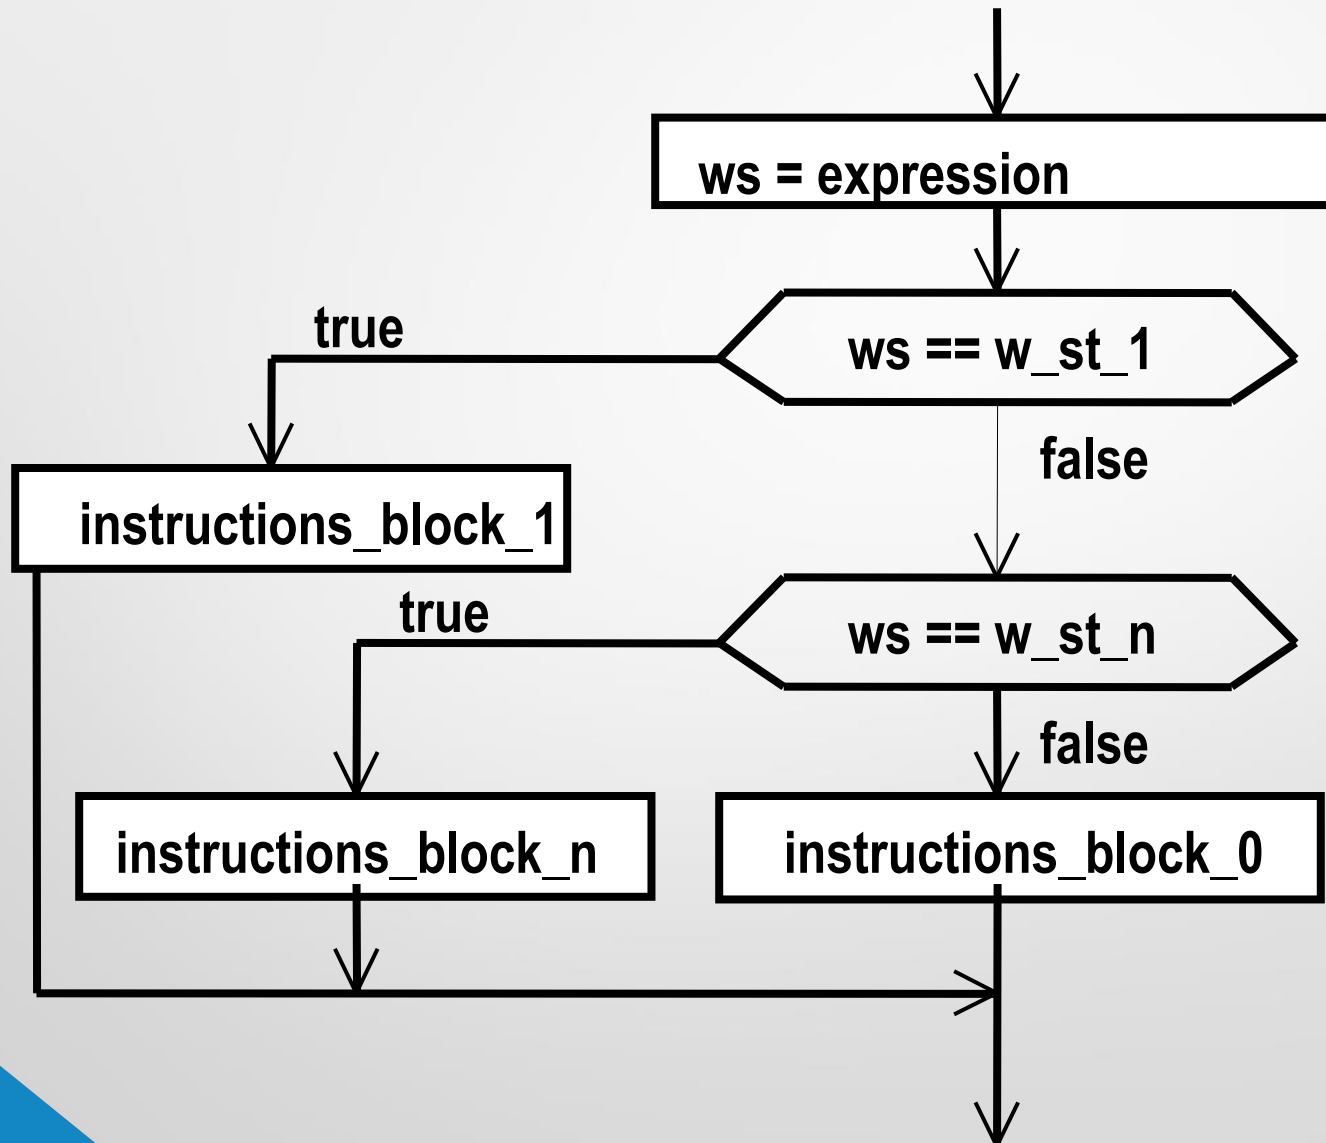 ws = expression
true
ws == w_st_1
false
instructions_block_1
true
ws == w_st_n
false
instructions_block_n
instructions_block_0